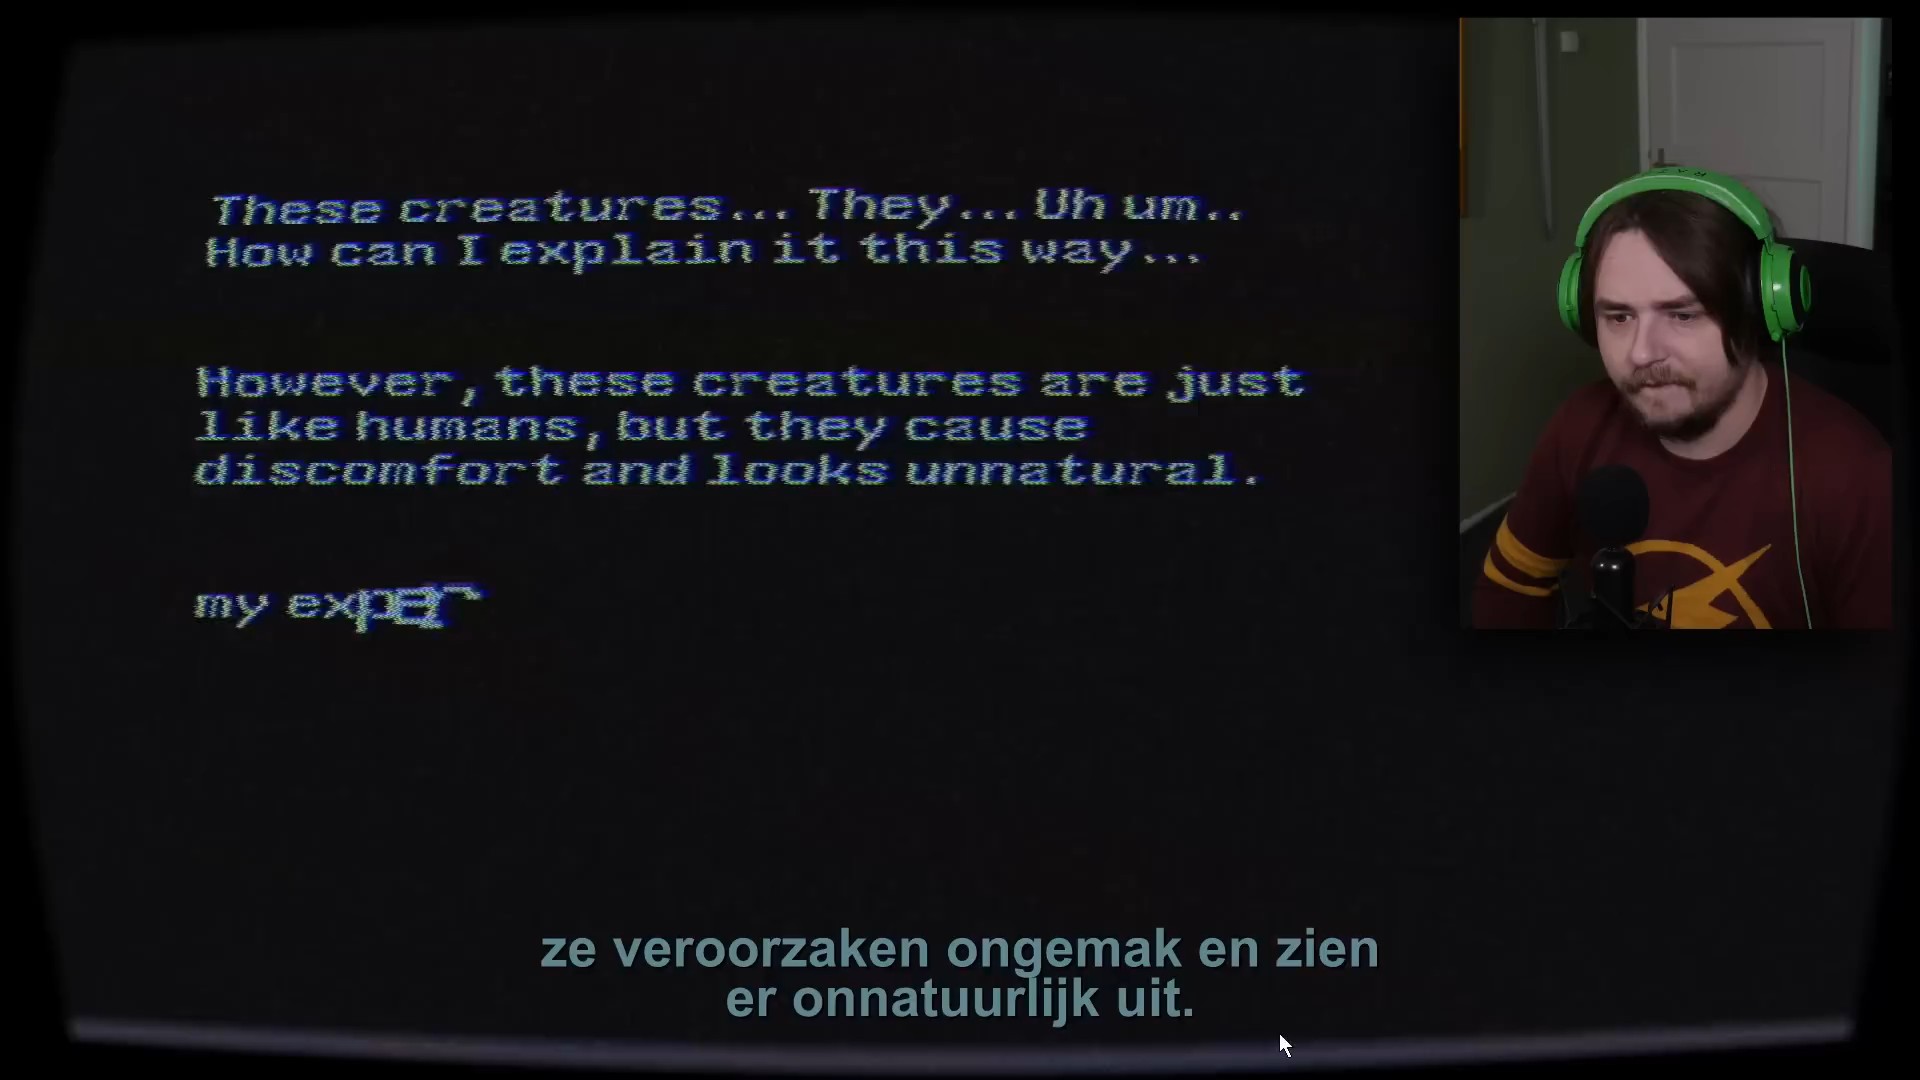 These creatures... They... Uh um..
How can I explain it this way...
However, these creatures are just
like humans, but they cause
discomfort and looks unnatural.
my
ze veroorzaken ongemak en zien
er onnatuurlijk uit.